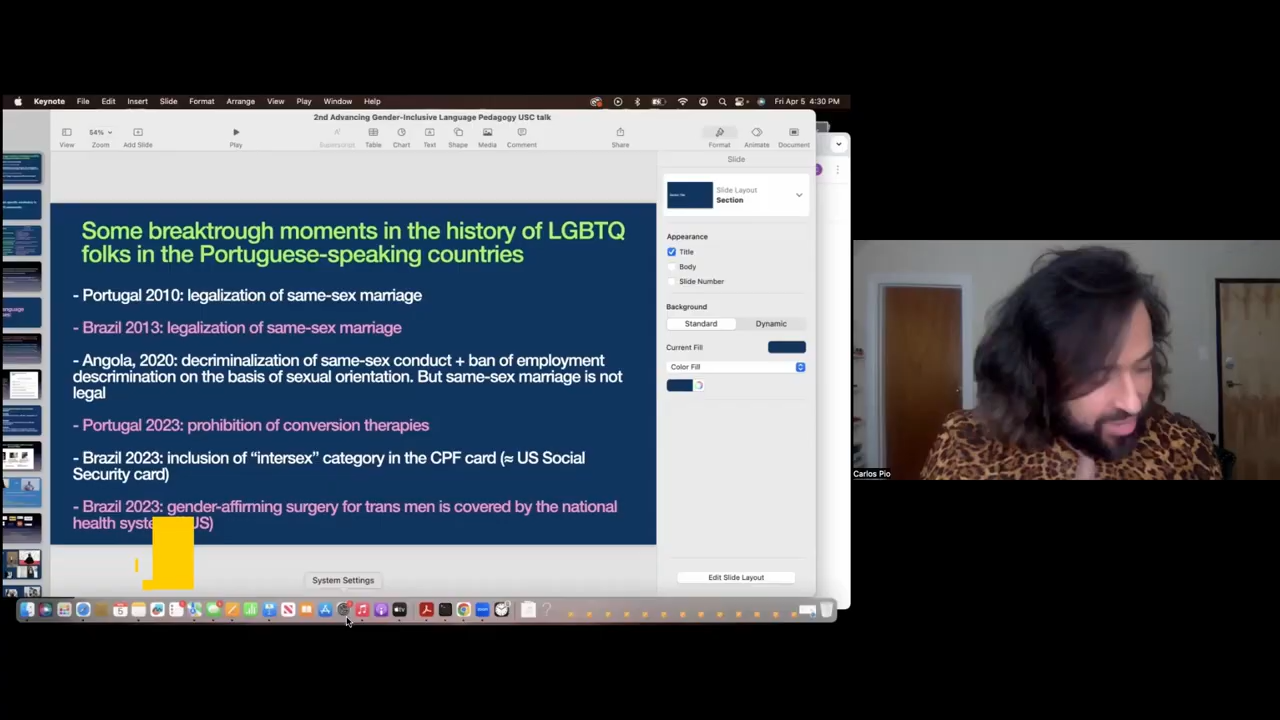 Keynote File Edit Insert Slide Format Arrange View Play Window Help Fri Apr 5 4:30 PM
2nd Advancing Gender-Inclusive Language Pedagogy USC talk
54%
View Zoom Add Slide Play Superscript Table Chart Text Shape Media Comment Share Format Animate Document
Slide
Slide Layout
Section
Some breaktrough moments in the history of LGBTQ
folks in the Portuguese-speaking countries
- Portugal 2010: legalization of same-sex marriage
- Brazil 2013: legalization of same-sex marriage
- Angola, 2020: decriminalization of same-sex conduct + ban of employment
descrimination on the basis of sexual orientation. But same-sex marriage is not
legal
- Portugal 2023: prohibition of conversion therapies
- Brazil 2023: inclusion of “intersex” category in the CPF card (≈ US Social
Security card)
- Brazil 2023: gender-affirming surgery for trans men is covered by the national
health syste US)
Appearance
Title
Body
Slide Number
Background
Standard Dynamic
Current Fill
Color Fill
Edit Slide Layout
System Settings
Carlos Pio